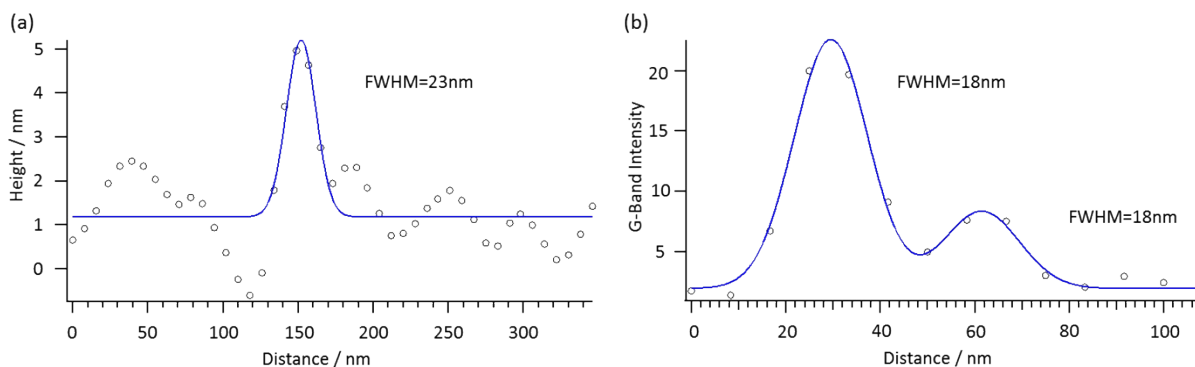 (a)
5
4
3
2
1
0
Height / nm
FWHM=23nm
0 50 100 150 200 250 300
Distance / nm
(b)
20
15
10
5
G-Band Intensity
FWHM=18nm
FWHM=18nm
0 20 40 60 80 100
Distance / nm